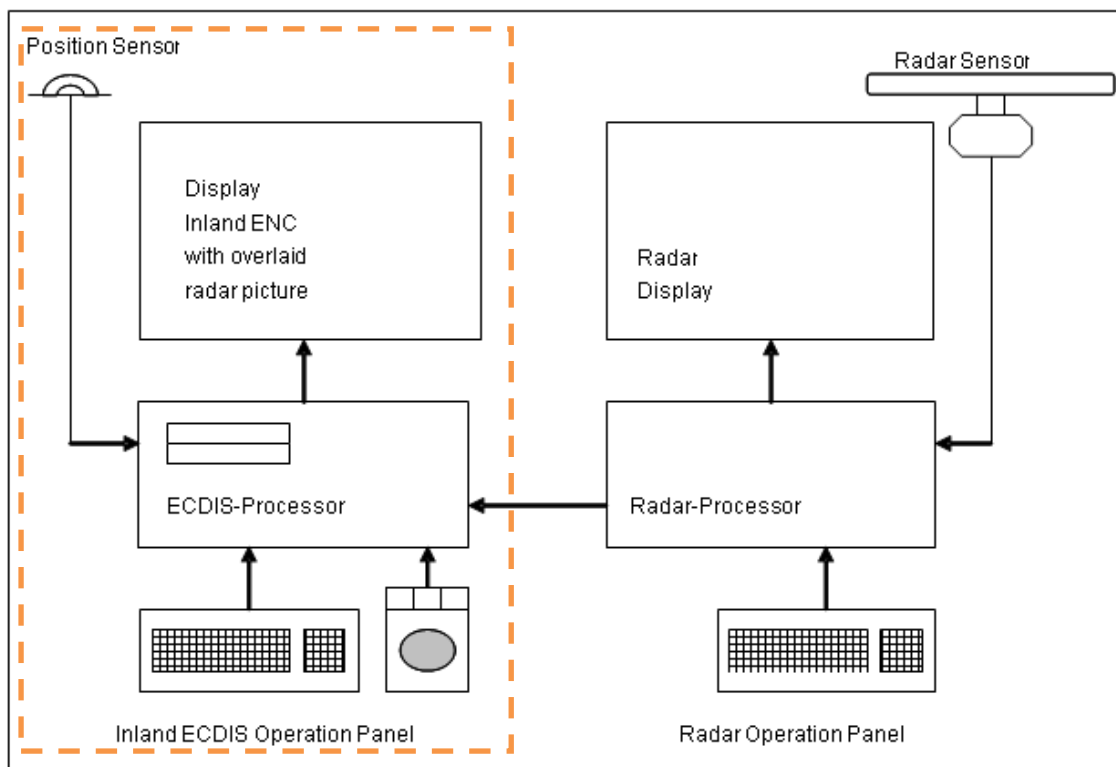 Position Sensor
Radar Sensor
Display
Inland ENC
with overlaid
radar picture
Radar
Display
ECDIS-Processor
Radar-Processor
Inland ECDIS Operation Panel
Radar Operation Panel